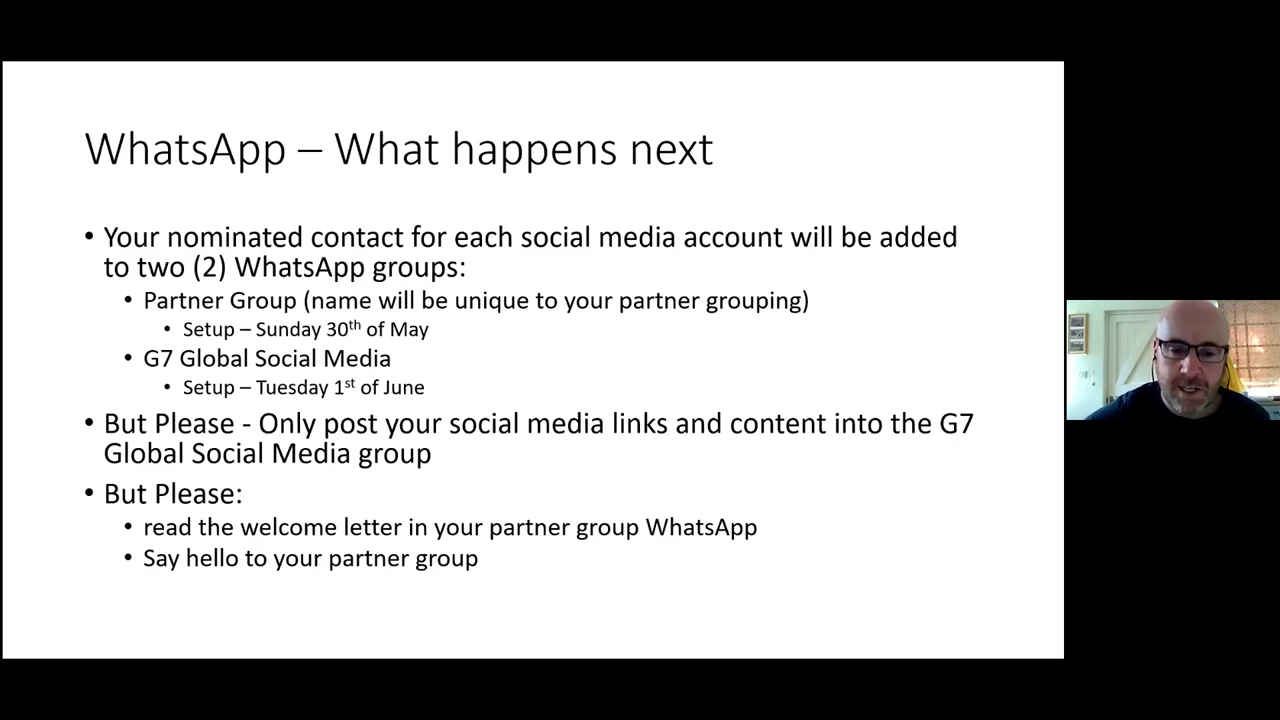 WhatsApp – What happens next
• Your nominated contact for each social media account will be added
to two (2) WhatsApp groups:
• Partner Group (name will be unique to your partner grouping)
• Setup – Sunday 30th of May
• G7 Global Social Media
• Setup – Tuesday 1st of June
• But Please - Only post your social media links and content into the G7
Global Social Media group
• But Please:
• read the welcome letter in your partner group WhatsApp
• Say hello to your partner group